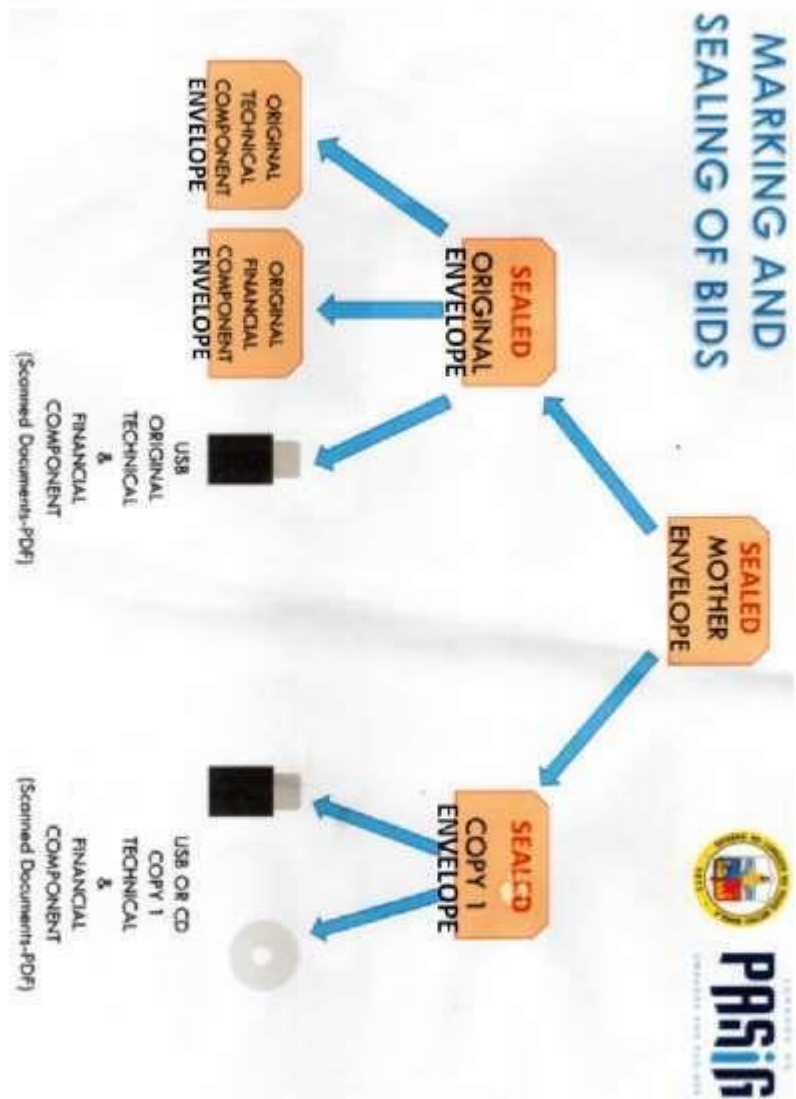 MARKING AND
SEALING OF BIDS
PASiG
SEALED
MOTHER
ENVELOPE
SEALED
ORIGINAL
ENVELOPE
SEALED
COPY 1
ENVELOPE
ORIGINAL
TECHNICAL
COMPONENT
ENVELOPE
ORIGINAL
FINANCIAL
COMPONENT
ENVELOPE
USB
ORIGINAL
TECHNICAL
&
FINANCIAL
COMPONENT
(Scanned Documents-PDF)
USB OR CD
COPY 1
TECHNICAL
&
FINANCIAL
COMPONENT
(Scanned Documents-PDF)